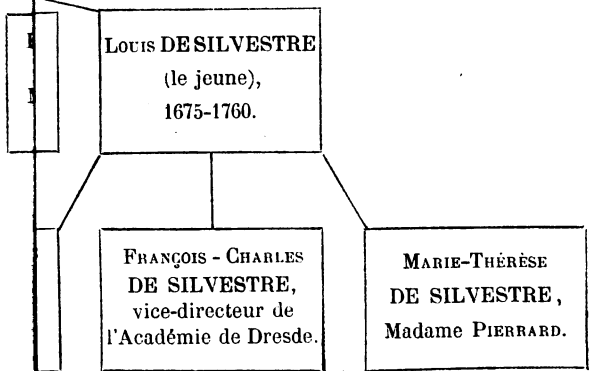 Louis DE SILVESTRE
(le jeune),
1675-1760.
François - Charles
DE SILVESTRE,
vice-directeur de
l'Académie de Dresde.
Marie-Thérèse
DE SILVESTRE,
Madame Pierrard.